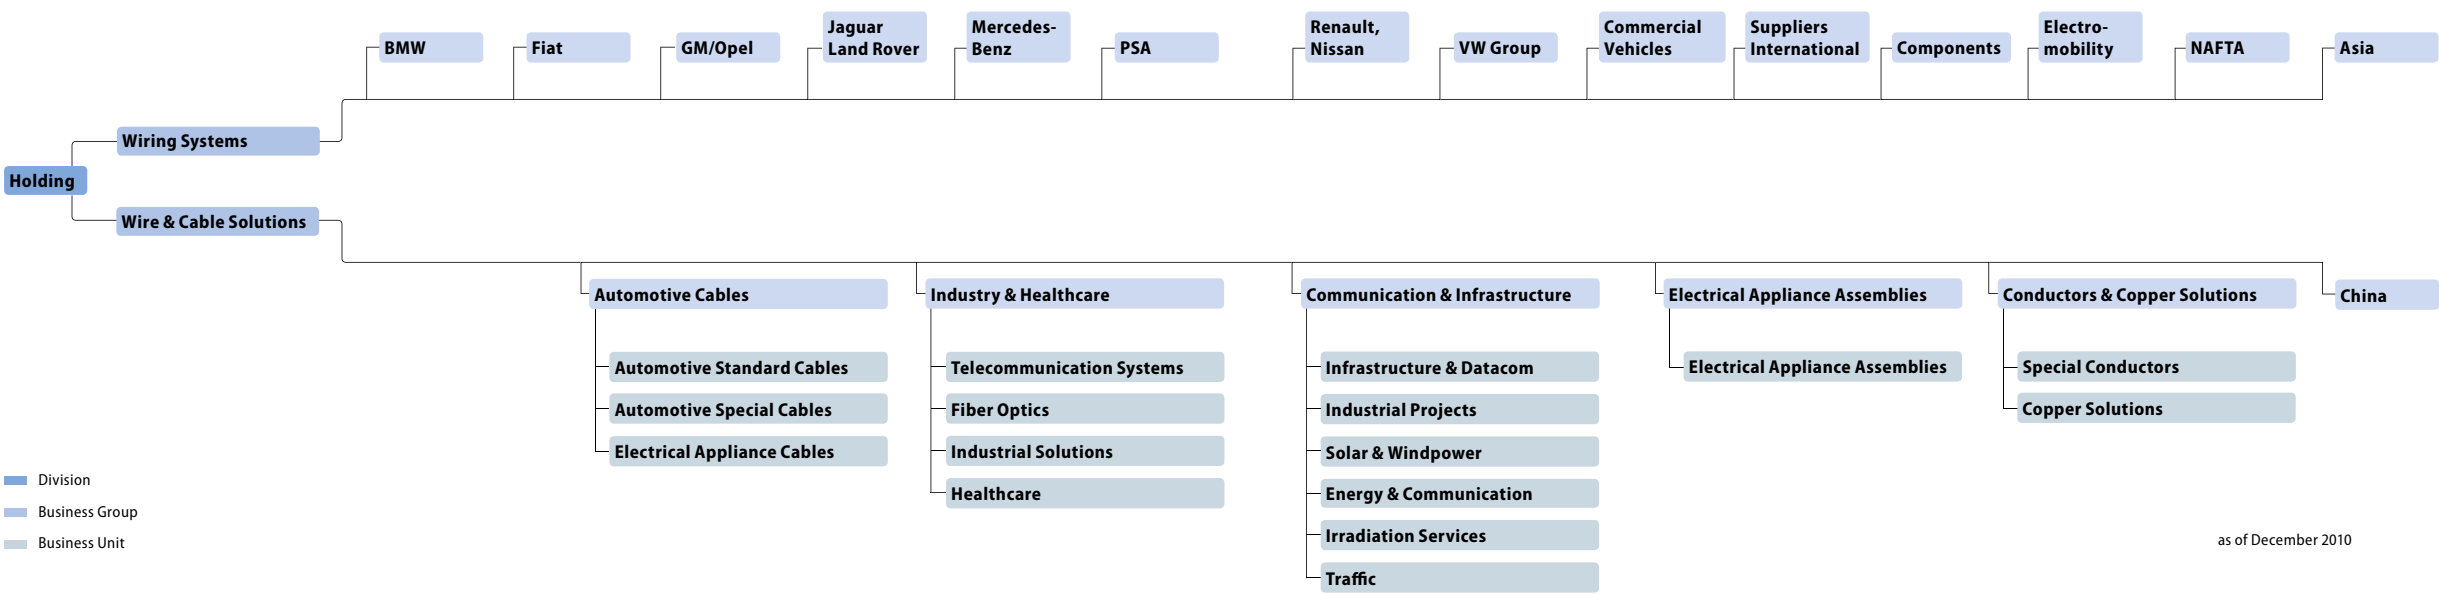 BMW
Fiat
GM/Opel
Jaguar
Land Rover
Mercedes-
Benz
PSA
Renault,
Nissan
VW Group
Commercial
Vehicles
Suppliers
International
Components
Electro-
mobility
NAFTA
Asia
Wiring Systems
Holding
Wire & Cable Solutions
Automotive Cables
Automotive Standard Cables
Automotive Special Cables
Electrical Appliance Cables
Industry & Healthcare
Telecommunication Systems
Fiber Optics
Industrial Solutions
Healthcare
Communication & Infrastructure
Infrastructure & Datacom
Industrial Projects
Solar & Windpower
Energy & Communication
Irradiation Services
Traffic
Electrical Appliance Assemblies
Electrical Appliance Assemblies
Conductors & Copper Solutions
Special Conductors
Copper Solutions
China
Division
Business Group
Business Unit
as of December 2010